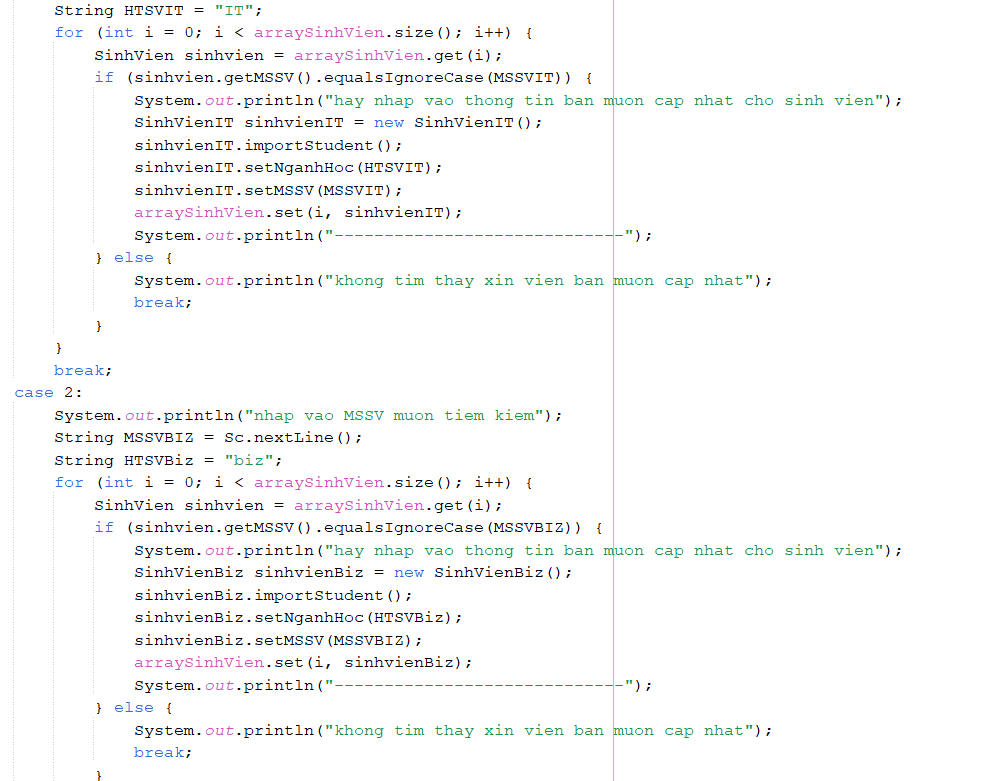 String HTSVIT = "IT";
for (int i = 0; i < arraySinhVien.size(); i++) {
SinhVien sinhvien = arraySinhVien.get(i);
if (sinhvien.getMSSV().equalsIgnoreCase(MSSVIT)) {
System.out.println("hay nhap vao thong tin ban muon cap nhat cho sinh vien");
SinhVienIT sinhvienIT = new SinhVienIT();
sinhvienIT.importStudent();
sinhvienIT.setNganhHoc(HTSVIT);
sinhvienIT.setMSSV(MSSVIT);
arraySinhVien.set(i, sinhvienIT);
System.out.println("-----------------------------");
} else {
System.out.println("khong tim thay xin vien ban muon cap nhat");
break;
}
}
break;
case 2:
System.out.println("nhap vao MSSV muon tiem kiem");
String MSSVBIZ = Sc.nextLine();
String HTSVBiz = "biz";
for (int i = 0; i < arraySinhVien.size(); i++) {
SinhVien sinhvien = arraySinhVien.get(i);
if (sinhvien.getMSSV().equalsIgnoreCase(MSSVBIZ)) {
System.out.println("hay nhap vao thong tin ban muon cap nhat cho sinh vien");
SinhVienBiz sinhvienBiz = new SinhVienBiz();
sinhvienBiz.importStudent();
sinhvienBiz.setNganhHoc(HTSVBiz);
sinhvienBiz.setMSSV(MSSVBIZ);
arraySinhVien.set(i, sinhvienBiz);
System.out.println("-----------------------------");
} else {
System.out.println("khong tim thay xin vien ban muon cap nhat");
break;
}